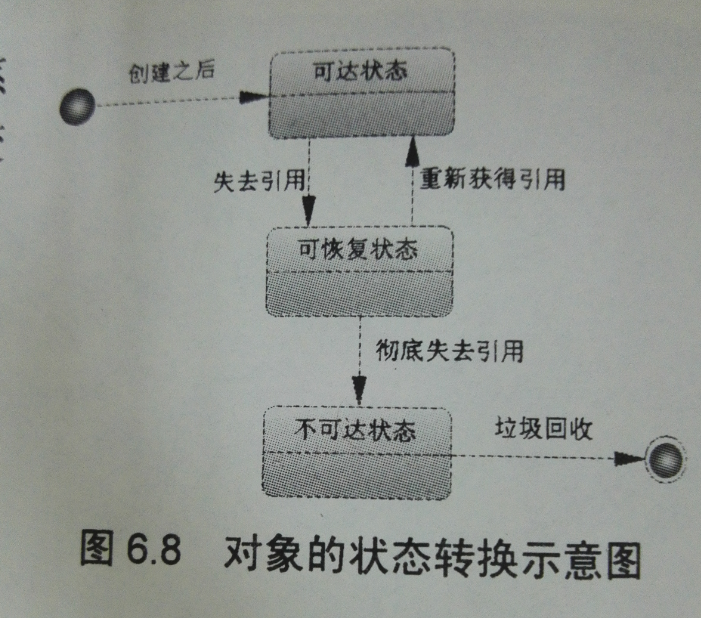 创建之后
可达状态
失去引用
重新获得引用
可恢复状态
彻底失去引用
不可达状态
垃圾回收
图 6.8 对象的状态转换示意图